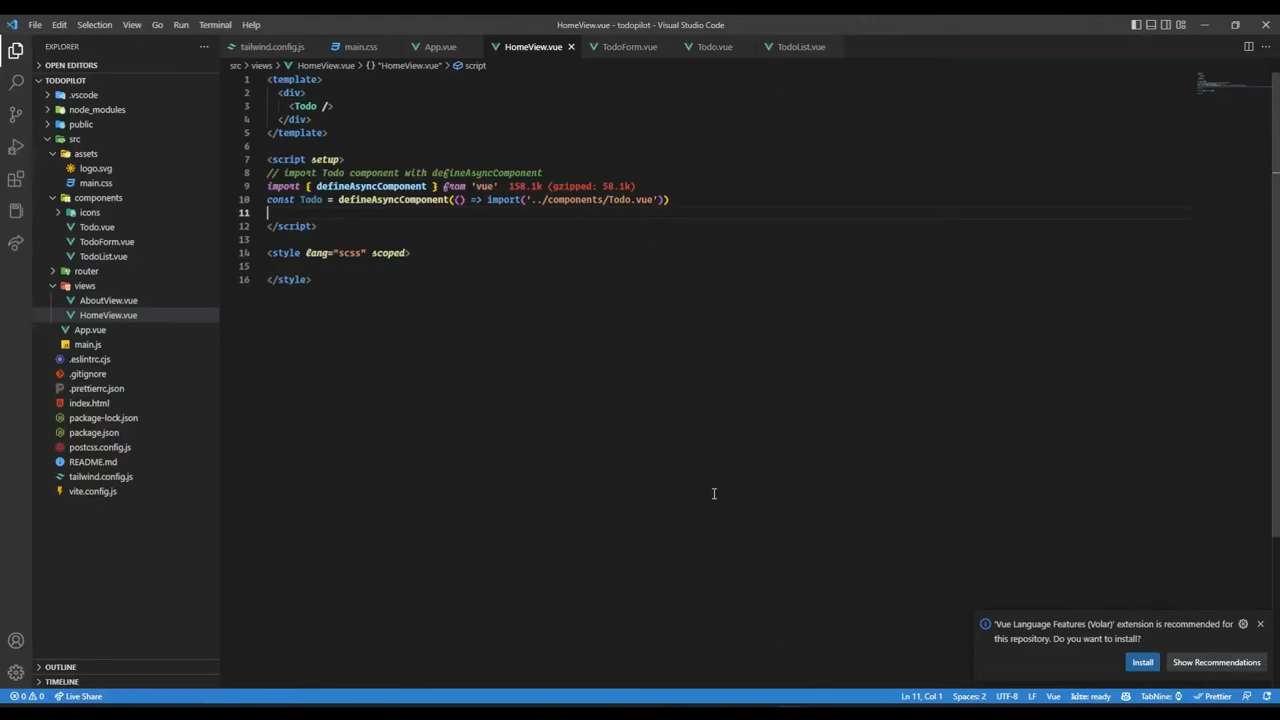 File Edit Selection View Go Run Terminal Help
HomeView.vue - todopilot - Visual Studio Code
EXPLORER
tailwind.config.js main.css App.vue HomeView.vue TodoForm.vue Todo.vue TodoList.vue
OPEN EDITORS
TODOPILOT
.vscode
node_modules
public
src
assets
logo.svg
main.css
components
icons
Todo.vue
TodoForm.vue
TodoList.vue
router
views
AboutView.vue
HomeView.vue
App.vue
main.js
.eslintrc.cjs
.gitignore
.prettierrc.json
index.html
package-lock.json
package.json
postcss.config.js
README.md
tailwind.config.js
vite.config.js
OUTLINE
TIMELINE
src > views > HomeView.vue > {} "HomeView.vue" > script
1 <template>
2 <div>
3 <Todo />
4 </div>
5 </template>
6
7 <script setup>
8 // import Todo component with defineAsyncComponent
9 import { defineAsyncComponent } from 'vue' 158.1k (gzipped: 58.1k)
10 const Todo = defineAsyncComponent(() => import('../components/Todo.vue'))
11
12 </script>
13
14 <style lang="scss" scoped>
15
16 </style>
'Vue Language Features (Volar)' extension is recommended for
this repository. Do you want to install?
Install Show Recommendations
0 0 Live Share
Ln 11, Col 1 Spaces: 2 UTF-8 LF Vue kite: ready TabNine: Prettier